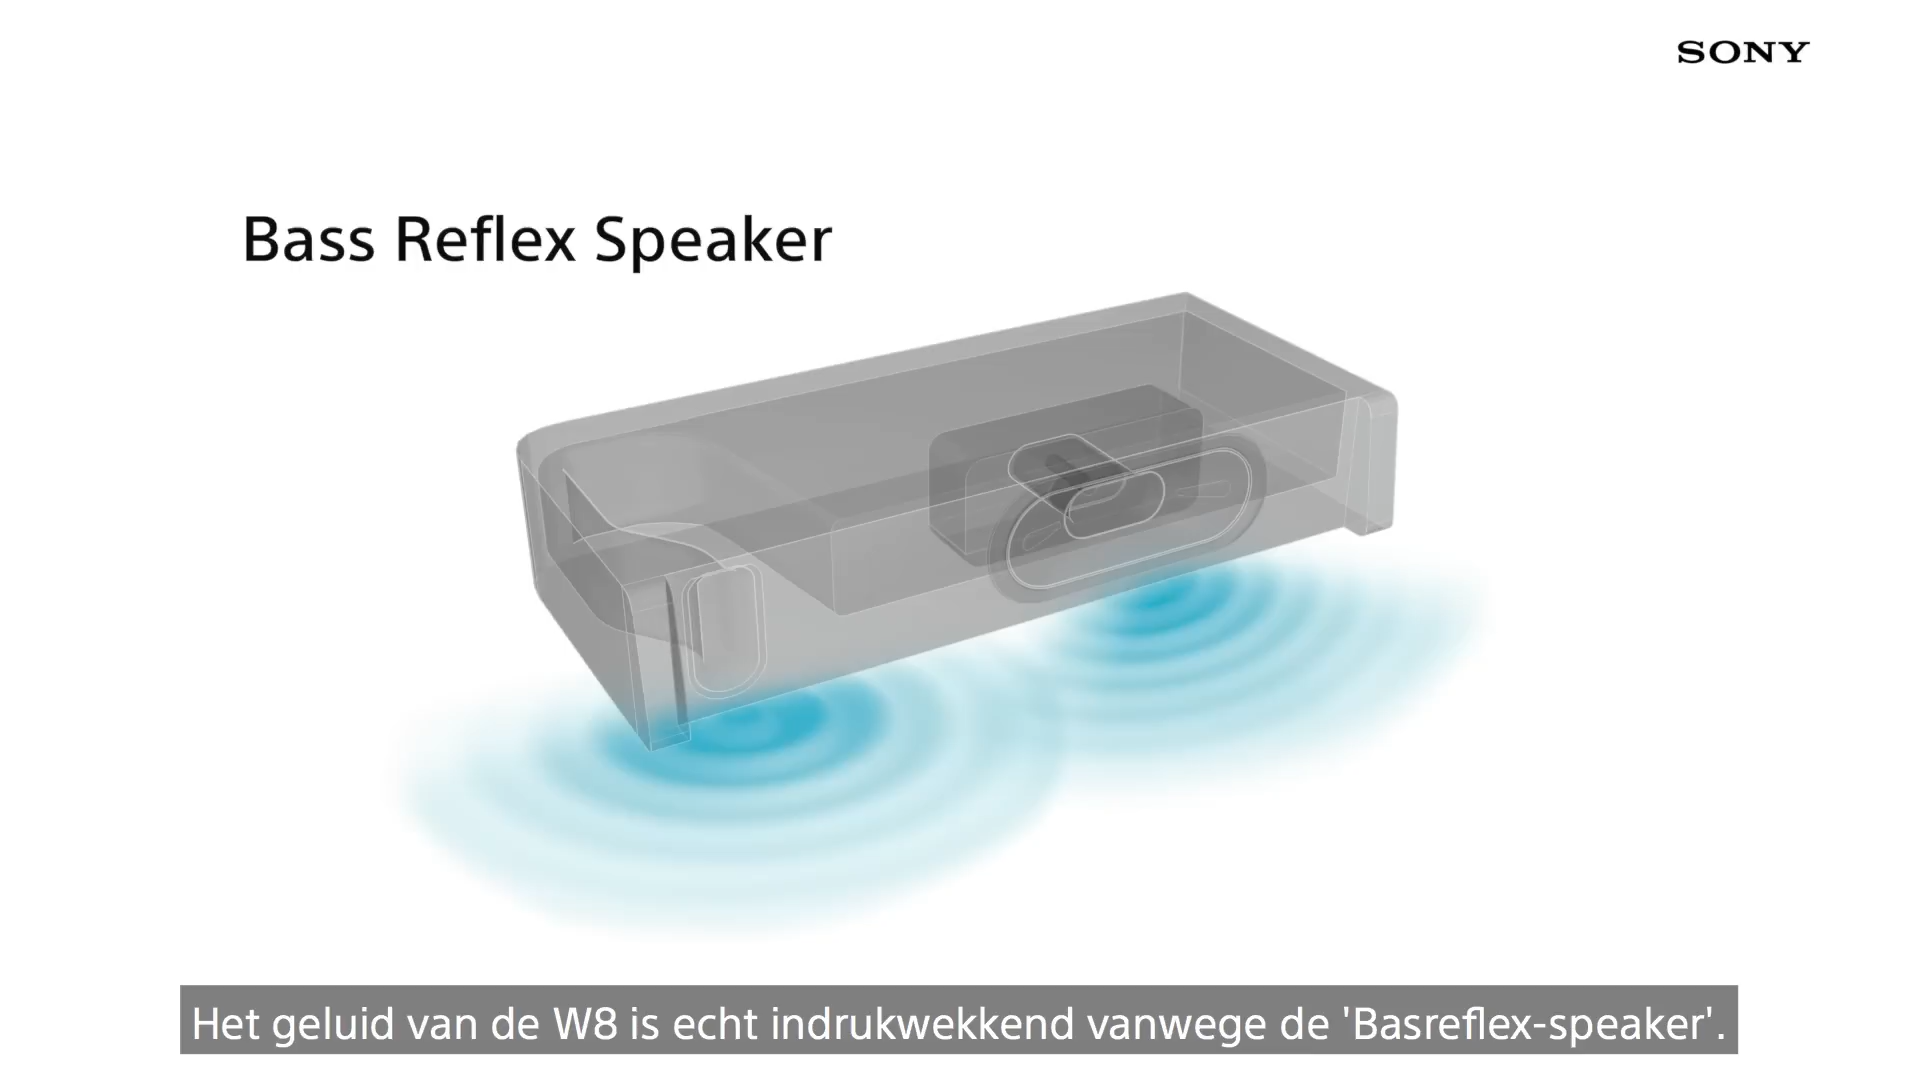 SONY
Bass Reflex Speaker
Het geluid van de W8 is echt indrukwekkend vanwege de 'Basreflex-speaker'.